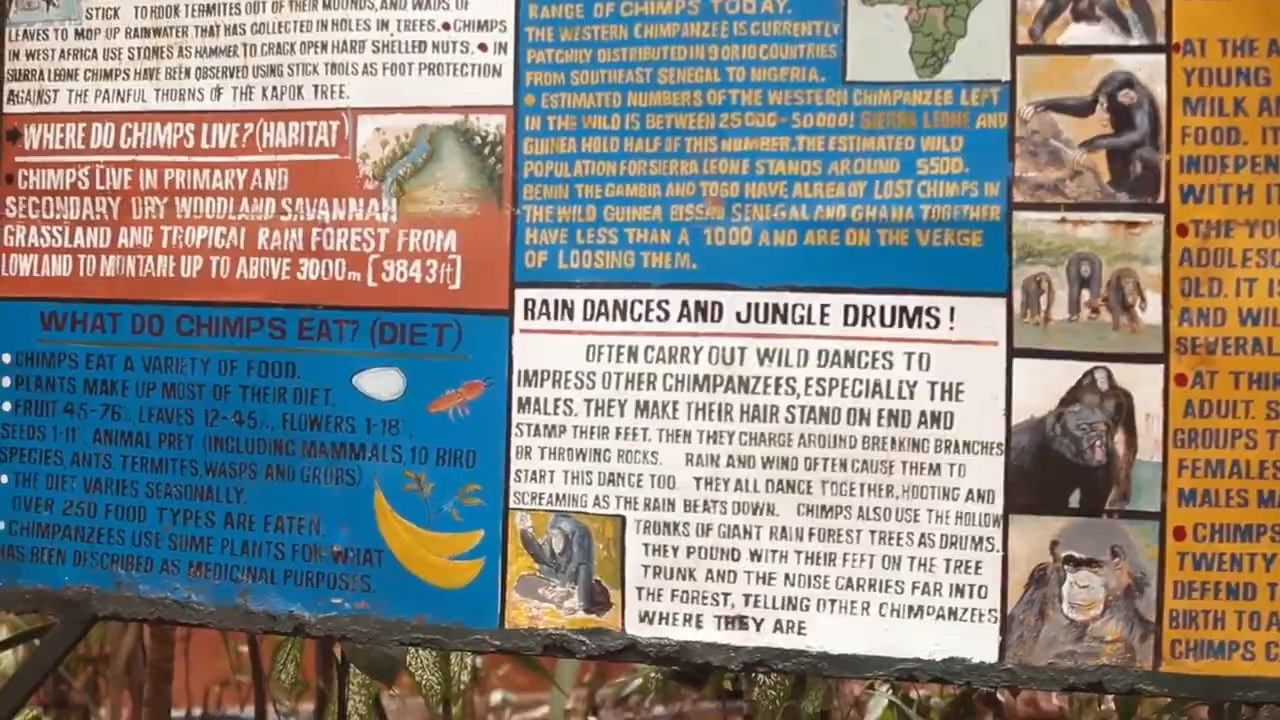 STICK TO HOOK TERMITES OUT OF THEIR MOUNDS, AND WADS OF
LEAVES TO MOP UP RAINWATER THAT HAS COLLECTED IN HOLES IN TREES. • CHIMPS
IN WEST AFRICA USE STONES AS HAMMER TO CRACK OPEN HARD SHELLED NUTS. • IN
SIERRA LEONE CHIMPS HAVE BEEN OBSERVED USING STICK TOOLS AS FOOT PROTECTION
AGAINST THE PAINFUL THORNS OF THE KAPOK TREE.
WHERE DO CHIMPS LIVE? (HABITAT)
• CHIMPS LIVE IN PRIMARY AND
SECONDARY DRY WOODLAND SAVANNAH
GRASSLAND AND TROPICAL RAIN FOREST FROM
LOWLAND TO MONTANE UP TO ABOVE 3000m [9843ft]
WHAT DO CHIMPS EAT? (DIET)
• CHIMPS EAT A VARIETY OF FOOD.
• PLANTS MAKE UP MOST OF THEIR DIET.
• FRUIT 45-76%, LEAVES 12-45%, FLOWERS 1-18%,
SEEDS 1-11%, ANIMAL PREY (INCLUDING MAMMALS, 10 BIRD
SPECIES, ANTS, TERMITES, WASPS AND GRUBS)
• THE DIET VARIES SEASONALLY.
OVER 250 FOOD TYPES ARE EATEN.
• CHIMPANZEES USE SOME PLANTS FOR WHAT
HAS BEEN DESCRIBED AS MEDICINAL PURPOSES.
RANGE OF CHIMPS TODAY.
THE WESTERN CHIMPANZEE IS CURRENTLY
PATCHILY DISTRIBUTED IN 9 OR 10 COUNTRIES
FROM SOUTHEAST SENEGAL TO NIGERIA.
• ESTIMATED NUMBERS OF THE WESTERN CHIMPANZEE LEFT
IN THE WILD IS BETWEEN 25000-50000! SIERRA LEONE AND
GUINEA HOLD HALF OF THIS NUMBER. THE ESTIMATED WILD
POPULATION FOR SIERRA LEONE STANDS AROUND 5500.
BENIN THE GAMBIA AND TOGO HAVE ALREADY LOST CHIMPS IN
THE WILD GUINEA BISSAU SENEGAL AND GHANA TOGETHER
HAVE LESS THAN A 1000 AND ARE ON THE VERGE
OF LOOSING THEM.
RAIN DANCES AND JUNGLE DRUMS!
OFTEN CARRY OUT WILD DANCES TO
IMPRESS OTHER CHIMPANZEES, ESPECIALLY THE
MALES. THEY MAKE THEIR HAIR STAND ON END AND
STAMP THEIR FEET. THEN THEY CHARGE AROUND BREAKING BRANCHES
OR THROWING ROCKS. RAIN AND WIND OFTEN CAUSE THEM TO
START THIS DANCE TOO. THEY ALL DANCE TOGETHER, HOOTING AND
SCREAMING AS THE RAIN BEATS DOWN. CHIMPS ALSO USE THE HOLLOW
TRUNKS OF GIANT RAIN FOREST TREES AS DRUMS.
THEY POUND WITH THEIR FEET ON THE TREE
TRUNK AND THE NOISE CARRIES FAR INTO
THE FOREST, TELLING OTHER CHIMPANZEES
WHERE THEY ARE
• AT THE A
YOUNG
MILK A
FOOD. IT
INDEPEN
WITH IT
• THE YO
ADOLESC
OLD. IT IS
AND WIL
SEVERAL
• AT THIR
ADULT. S
GROUPS T
FEMALES
MALES M
• CHIMPS
TWENTY
DEFEND T
BIRTH TO A
CHIMPS C